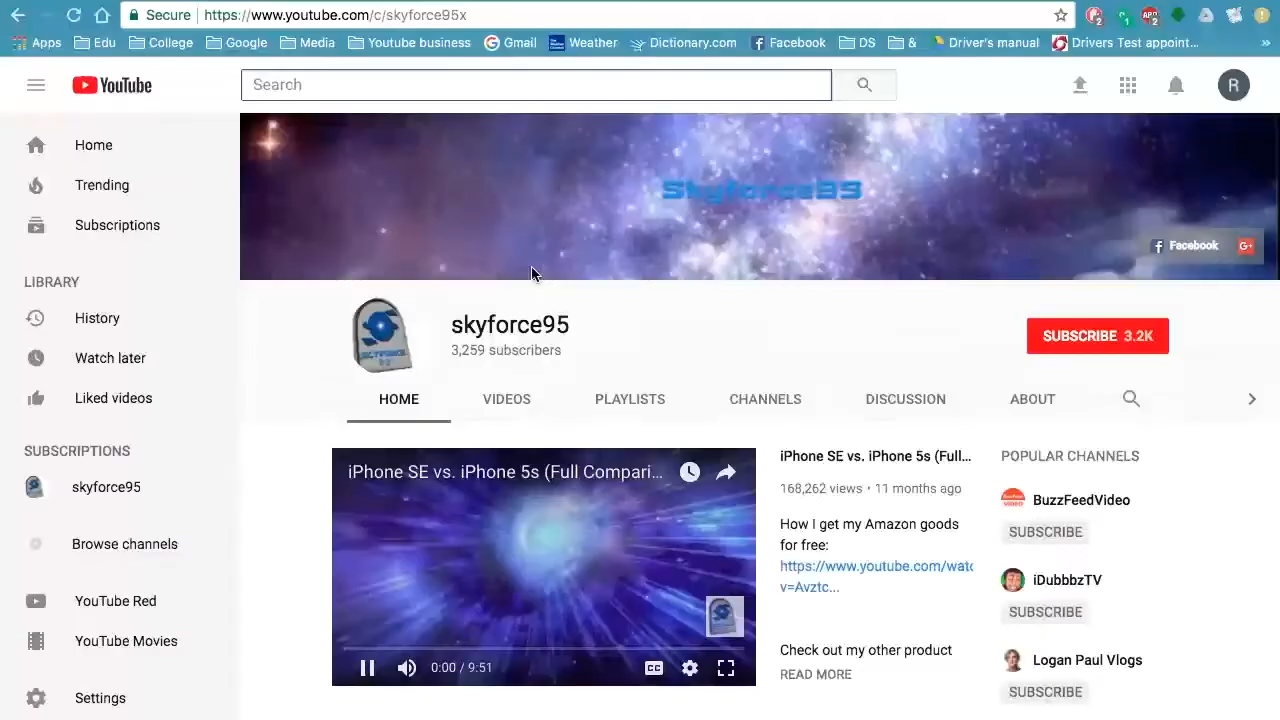 Secure https://www.youtube.com/c/skyforce95x
Apps Edu College Google Media Youtube business Gmail Weather Dictionary.com Facebook DS & Driver's manual Drivers Test appoint...
YouTube
Search
R
Home
Trending
Subscriptions
LIBRARY
History
Watch later
Liked videos
SUBSCRIPTIONS
skyforce95
Browse channels
YouTube Red
YouTube Movies
Settings
Skyforce99
Facebook G+
skyforce95
3,259 subscribers
SUBSCRIBE 3.2K
HOME VIDEOS PLAYLISTS CHANNELS DISCUSSION ABOUT
iPhone SE vs. iPhone 5s (Full Compari...
0:00 / 9:51
CC
iPhone SE vs. iPhone 5s (Full...
168,262 views • 11 months ago
How I get my Amazon goods
for free:
https://www.youtube.com/watc
v=Avztc...
Check out my other product
READ MORE
POPULAR CHANNELS
BuzzFeedVideo
SUBSCRIBE
iDubbbzTV
SUBSCRIBE
Logan Paul Vlogs
SUBSCRIBE